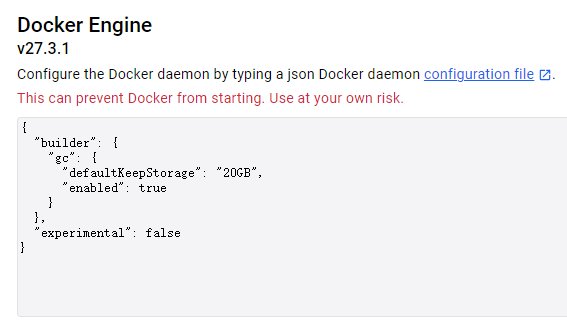 Docker Engine
v27.3.1
Configure the Docker daemon by typing a json Docker daemon configuration file.
This can prevent Docker from starting. Use at your own risk.
{
  "builder": {
    "gc": {
      "defaultKeepStorage": "20GB",
      "enabled": true
    }
  },
  "experimental": false
}